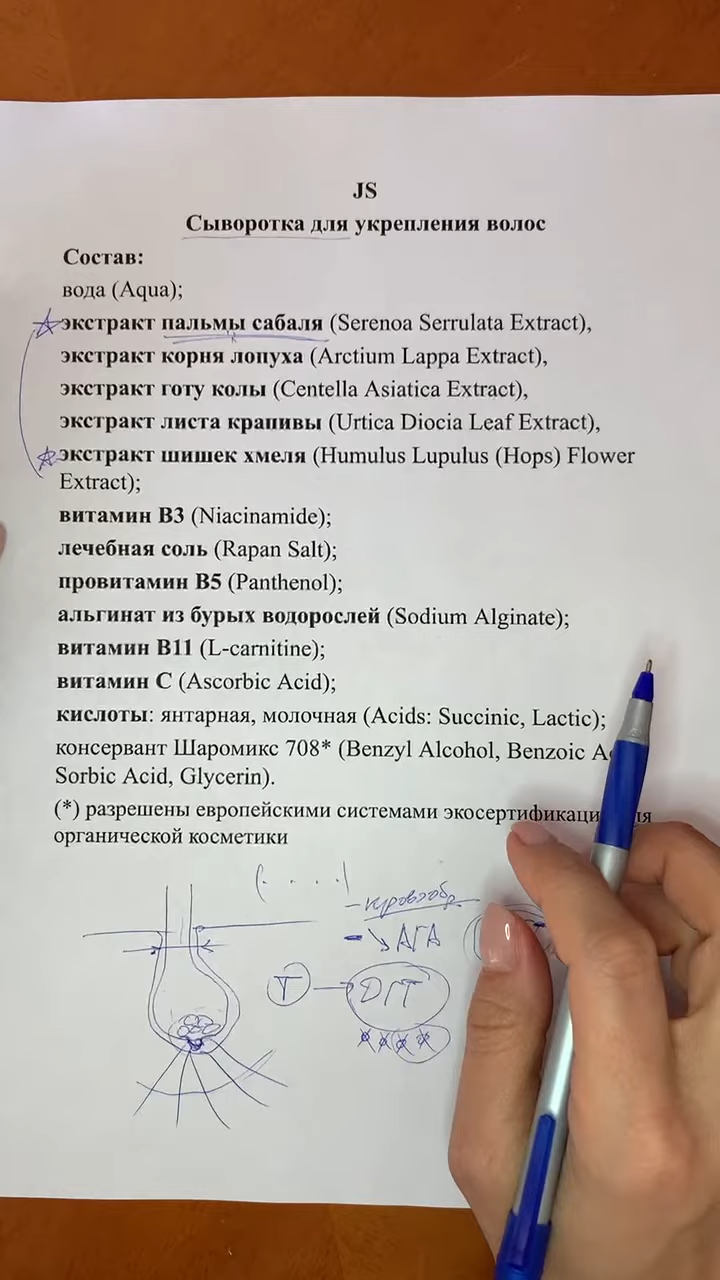 JS
Сыворотка для укрепления волос
Состав:
вода (Aqua);
экстракт пальмы сабаля (Serenoa Serrulata Extract),
экстракт корня лопуха (Arctium Lappa Extract),
экстракт готу колы (Centella Asiatica Extract),
экстракт листа крапивы (Urtica Diocia Leaf Extract),
экстракт шишек хмеля (Humulus Lupulus (Hops) Flower
Extract);
витамин В3 (Niacinamide);
лечебная соль (Rapan Salt);
провитамин В5 (Panthenol);
альгинат из бурых водорослей (Sodium Alginate);
витамин В11 (L-carnitine);
витамин С (Ascorbic Acid);
кислоты: янтарная, молочная (Acids: Succinic, Lactic);
консервант Шаромикс 708* (Benzyl Alcohol, Benzoic
Sorbic Acid, Glycerin).
(*) разрешены европейскими системами экосертификаци
органической косметики
АГА
Т ДГТ